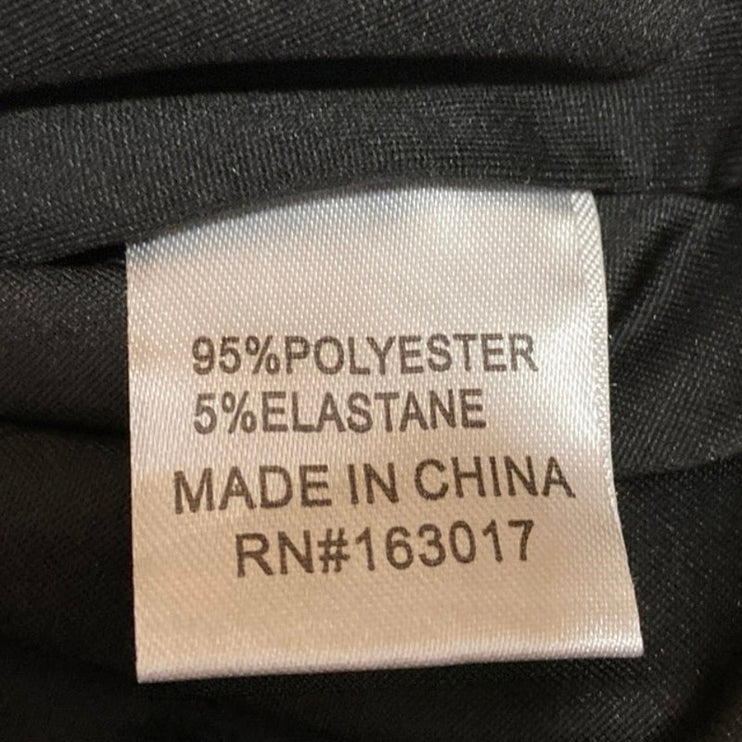 95%POLYESTER
5%ELASTANE
MADE IN CHINA
RN#163017